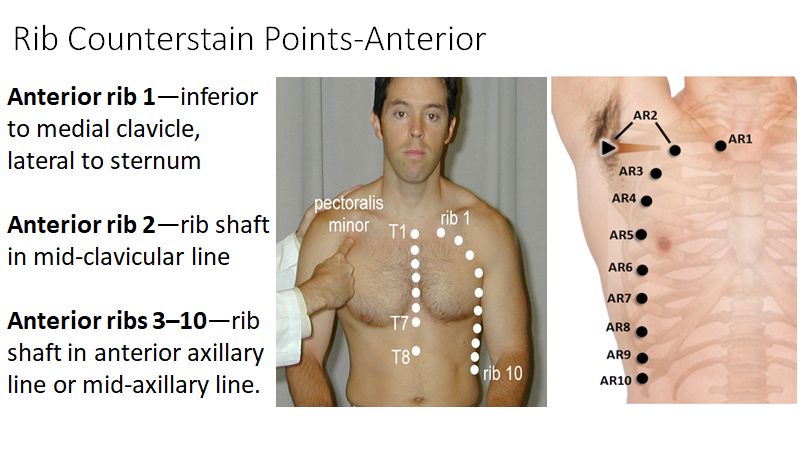 Rib Counterstain Points-Anterior
Anterior rib 1—inferior
to medial clavicle,
lateral to sternum
Anterior rib 2—rib shaft
in mid-clavicular line
Anterior ribs 3–10—rib
shaft in anterior axillary
line or mid-axillary line.
pectoralis
minor
T1
rib 1
T7
T8
rib 10
AR2
AR1
AR3
AR4
AR5
AR6
AR7
AR8
AR9
AR10